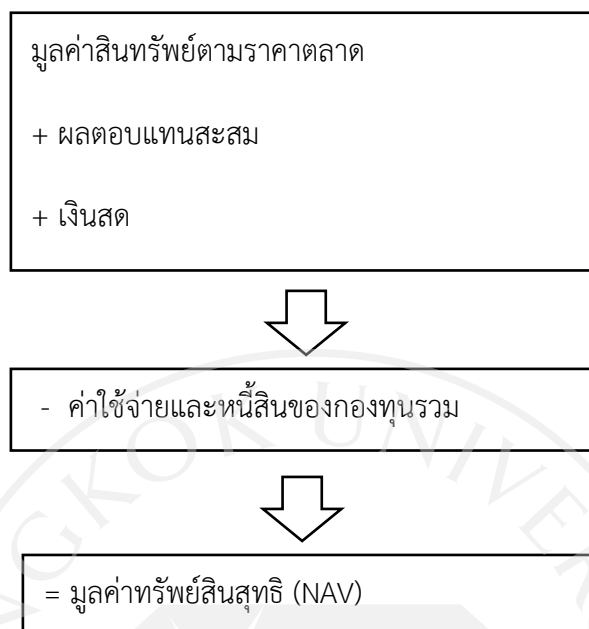 มูลค่าสินทรัพย์ตามราคาตลาด
+ ผลตอบแทนสะสม
+ เงินสด
- ค่าใช้จ่ายและหนี้สินของกองทุนรวม
= มูลค่าทรัพย์สินสุทธิ (NAV)